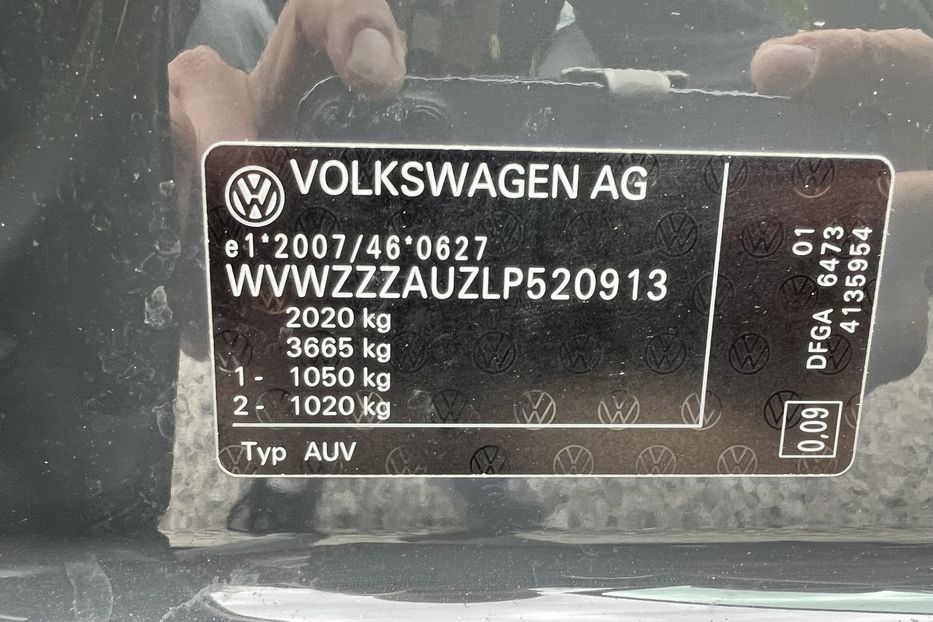 VOLKSWAGEN AG
e1*2007/46*0627
WVWZZZAUZLP520913
2020 kg
3665 kg
1- 1050 kg
2- 1020 kg
Typ AUV
01
DFGA 6473
4135954
0,09